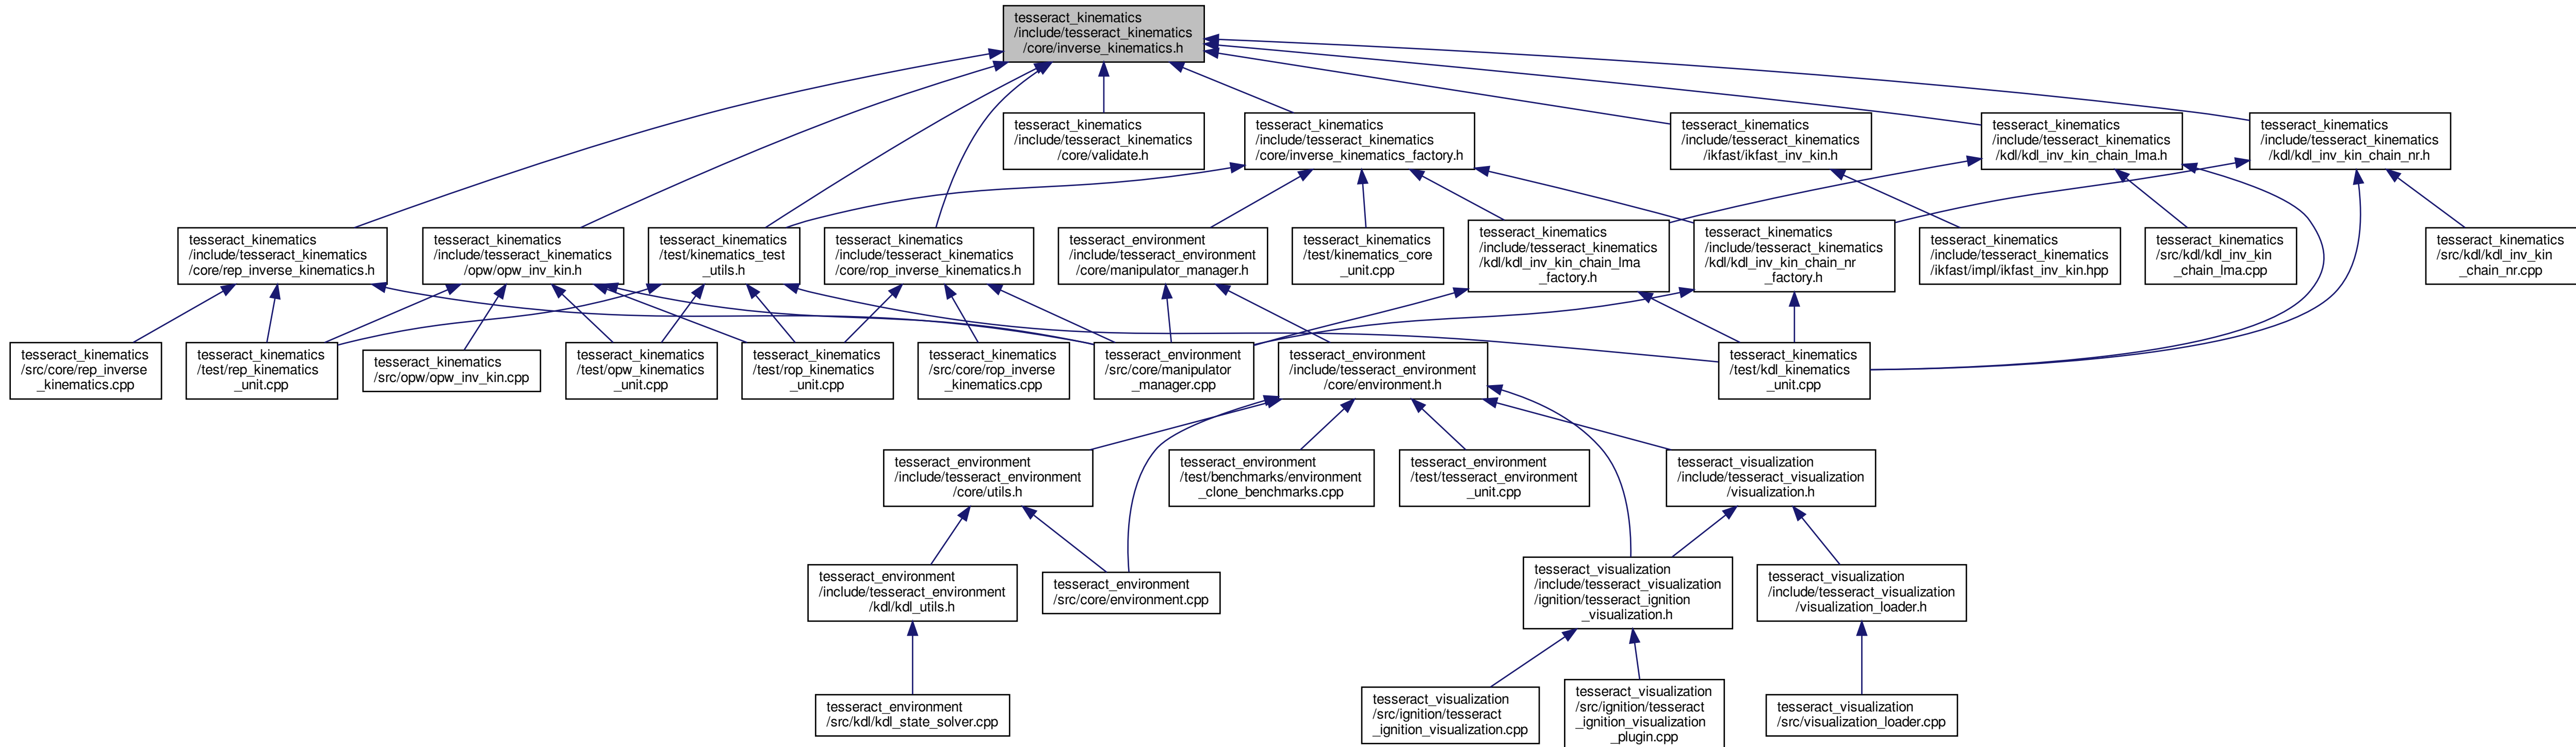 tesseract_kinematics
/include/tesseract_kinematics
/core/inverse_kinematics.h
tesseract_kinematics
/include/tesseract_kinematics
/core/validate.h
tesseract_kinematics
/include/tesseract_kinematics
/core/inverse_kinematics_factory.h
tesseract_kinematics
/include/tesseract_kinematics
/ikfast/ikfast_inv_kin.h
tesseract_kinematics
/include/tesseract_kinematics
/kdl/kdl_inv_kin_chain_lma.h
tesseract_kinematics
/include/tesseract_kinematics
/kdl/kdl_inv_kin_chain_nr.h
tesseract_kinematics
/include/tesseract_kinematics
/core/rep_inverse_kinematics.h
tesseract_kinematics
/include/tesseract_kinematics
/opw/opw_inv_kin.h
tesseract_kinematics
/test/kinematics_test
_utils.h
tesseract_kinematics
/include/tesseract_kinematics
/core/rop_inverse_kinematics.h
tesseract_environment
/include/tesseract_environment
/core/manipulator_manager.h
tesseract_kinematics
/test/kinematics_core
_unit.cpp
tesseract_kinematics
/include/tesseract_kinematics
/kdl/kdl_inv_kin_chain_lma
_factory.h
tesseract_kinematics
/include/tesseract_kinematics
/kdl/kdl_inv_kin_chain_nr
_factory.h
tesseract_kinematics
/include/tesseract_kinematics
/ikfast/impl/ikfast_inv_kin.hpp
tesseract_kinematics
/src/kdl/kdl_inv_kin
_chain_lma.cpp
tesseract_kinematics
/src/kdl/kdl_inv_kin
_chain_nr.cpp
tesseract_kinematics
/src/core/rep_inverse
_kinematics.cpp
tesseract_kinematics
/test/rep_kinematics
_unit.cpp
tesseract_kinematics
/src/opw/opw_inv_kin.cpp
tesseract_kinematics
/test/opw_kinematics
_unit.cpp
tesseract_kinematics
/test/rop_kinematics
_unit.cpp
tesseract_kinematics
/src/core/rop_inverse
_kinematics.cpp
tesseract_environment
/src/core/manipulator
_manager.cpp
tesseract_environment
/include/tesseract_environment
/core/environment.h
tesseract_kinematics
/test/kdl_kinematics
_unit.cpp
tesseract_environment
/include/tesseract_environment
/core/utils.h
tesseract_environment
/test/benchmarks/environment
_clone_benchmarks.cpp
tesseract_environment
/test/tesseract_environment
_unit.cpp
tesseract_visualization
/include/tesseract_visualization
/visualization.h
tesseract_environment
/include/tesseract_environment
/kdl/kdl_utils.h
tesseract_environment
/src/core/environment.cpp
tesseract_visualization
/include/tesseract_visualization
/ignition/tesseract_ignition
_visualization.h
tesseract_visualization
/include/tesseract_visualization
/visualization_loader.h
tesseract_environment
/src/kdl/kdl_state_solver.cpp
tesseract_visualization
/src/ignition/tesseract
_ignition_visualization.cpp
tesseract_visualization
/src/ignition/tesseract
_ignition_visualization
_plugin.cpp
tesseract_visualization
/src/visualization_loader.cpp